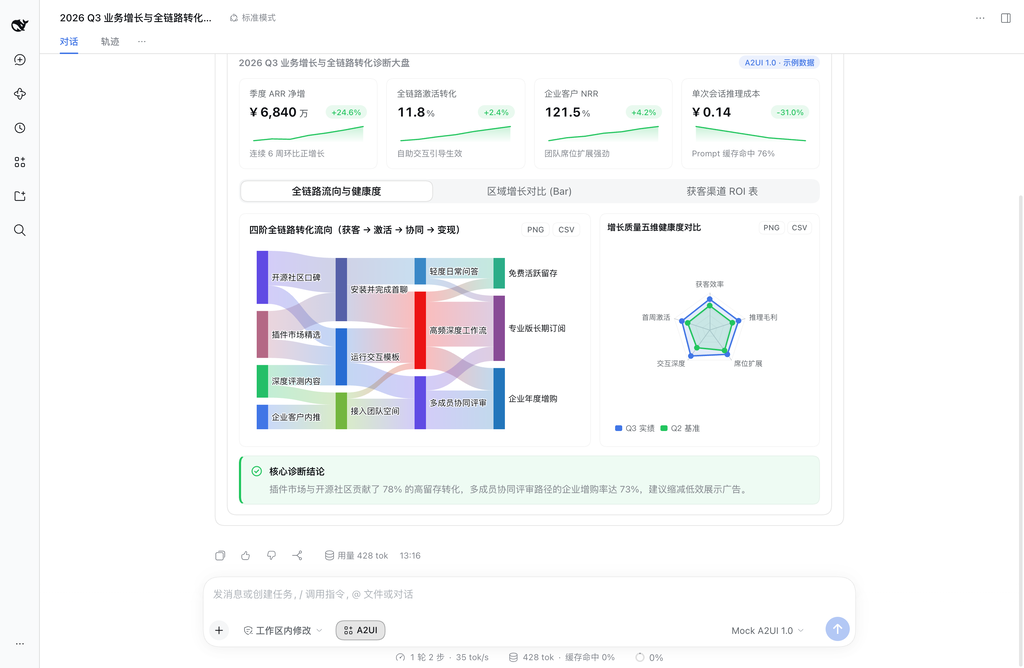 2026 Q3 业务增长与全链路转化... 标准模式
对话 轨迹 ...
2026 Q3 业务增长与全链路转化诊断大盘 A2UI 1.0 · 示例数据
季度 ARR 净增
¥ 6,840 万 +24.6%
连续 6 周环比正增长
全链路激活转化
11.8 % +2.4%
自助交互引导生效
企业客户 NRR
121.5 % +4.2%
团队席位扩展强劲
单次会话推理成本
¥ 0.14 -31.0%
Prompt 缓存命中 76%
全链路流向与健康度 区域增长对比 (Bar) 获客渠道 ROI 表
四阶全链路转化流向（获客 → 激活 → 协同 → 变现） PNG CSV
开源社区口碑
插件市场精选
深度评测内容
企业客户内推
安装并完成首聊
运行交互模板
接入团队空间
轻度日常问答
高频深度工作流
多成员协同评审
免费活跃留存
专业版长期订阅
企业年度增购
增长质量五维健康度对比 PNG CSV
获客效率
首周激活 推理毛利
交互深度 席位扩展
Q3 实绩 Q2 基准
核心诊断结论
插件市场与开源社区贡献了 78% 的高留存转化，多成员协同评审路径的企业增购率达 73%，建议缩减低效展示广告。
用量 428 tok 13:16
发消息或创建任务, / 调用指令, @ 文件或对话
工作区内修改 A2UI Mock A2UI 1.0
1 轮 2 步 · 35 tok/s 428 tok · 缓存命中 0% 0%